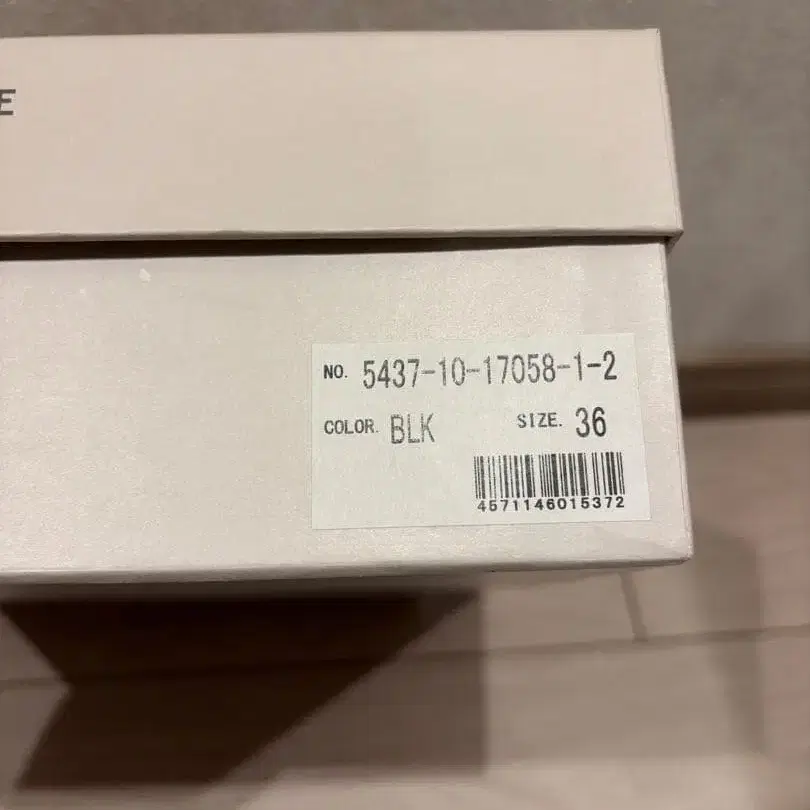 E
NO. 5437-10-17058-1-2
COLOR. BLK SIZE. 36
4571146015372